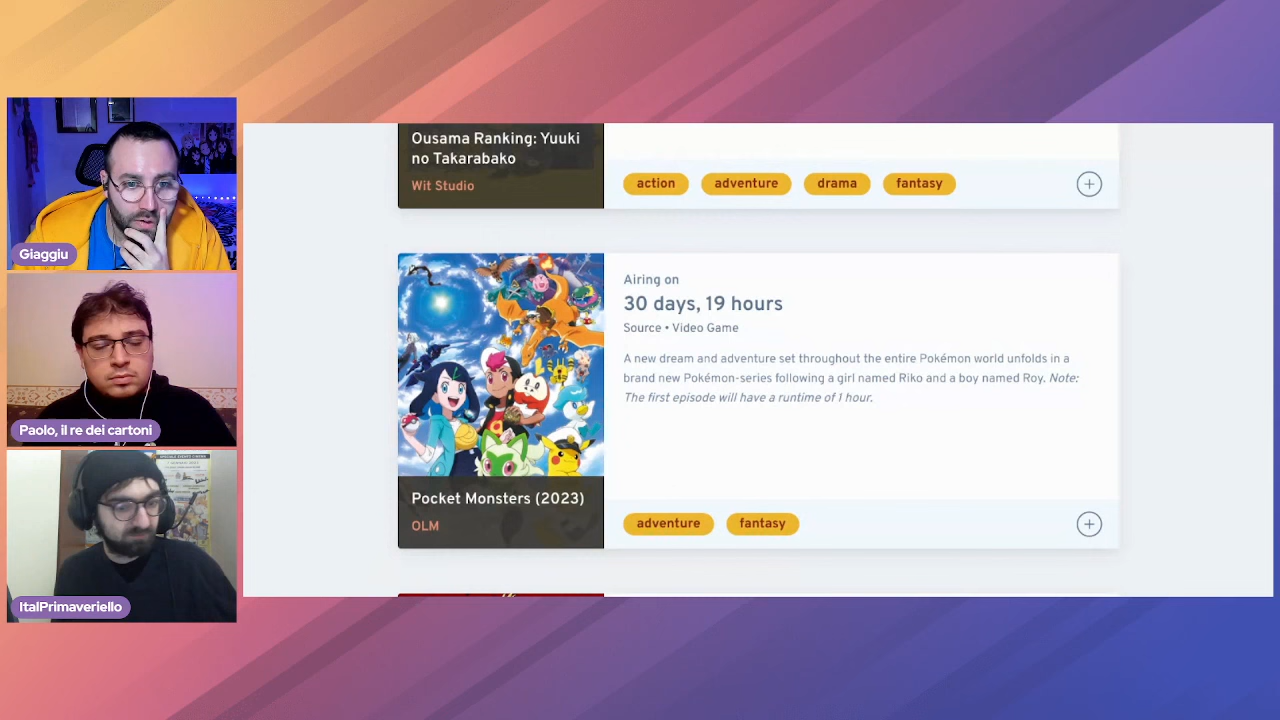 Giaggiu
Paolo, il re dei cartoni
ItalPrimaveriello
Ousama Ranking: Yuuki
no Takarabako
Wit Studio
action adventure drama fantasy
Airing on
30 days, 19 hours
Source • Video Game
A new dream and adventure set throughout the entire Pokémon world unfolds in a
brand new Pokémon-series following a girl named Riko and a boy named Roy. Note:
The first episode will have a runtime of 1 hour.
Pocket Monsters (2023)
OLM
adventure fantasy